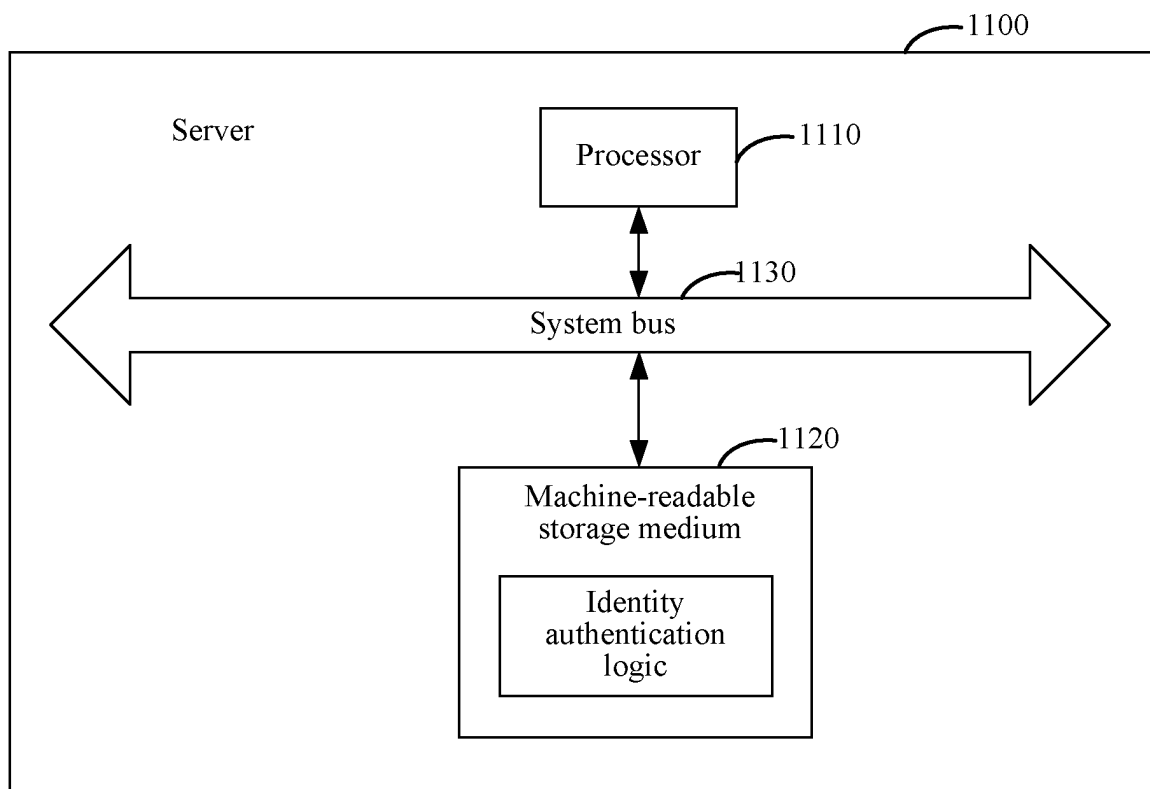 1100
Server
1110
Processor
1130
System bus
1120
Machine-readable
storage medium
Identity
authentication
logic